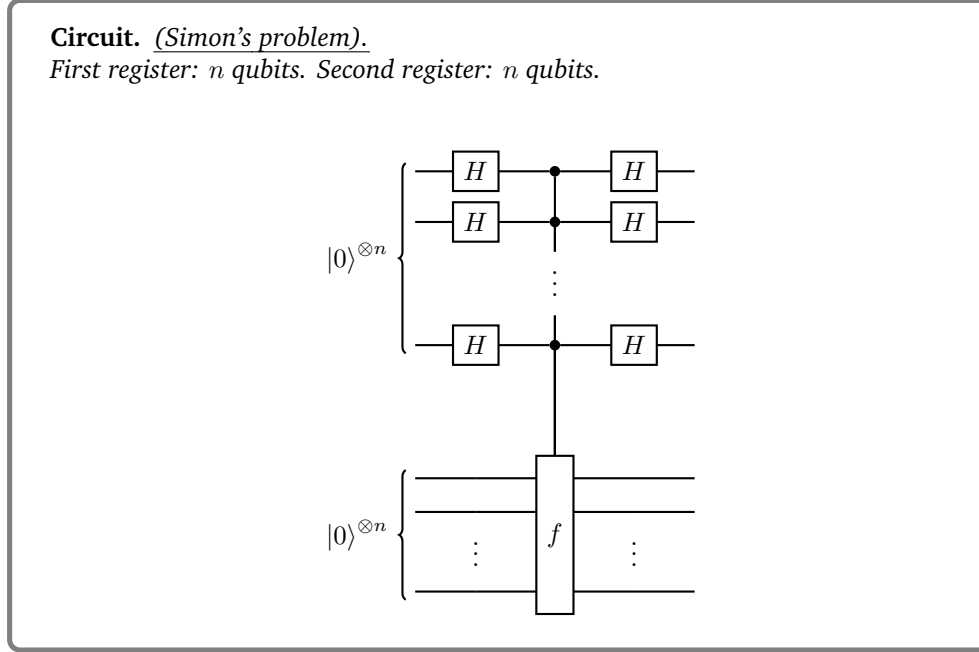 Circuit. (Simon's problem).
First register: n qubits. Second register: n qubits.
H H
H H
|0⟩^{⊗n} ⋮
H H
|0⟩^{⊗n} ⋮ f ⋮